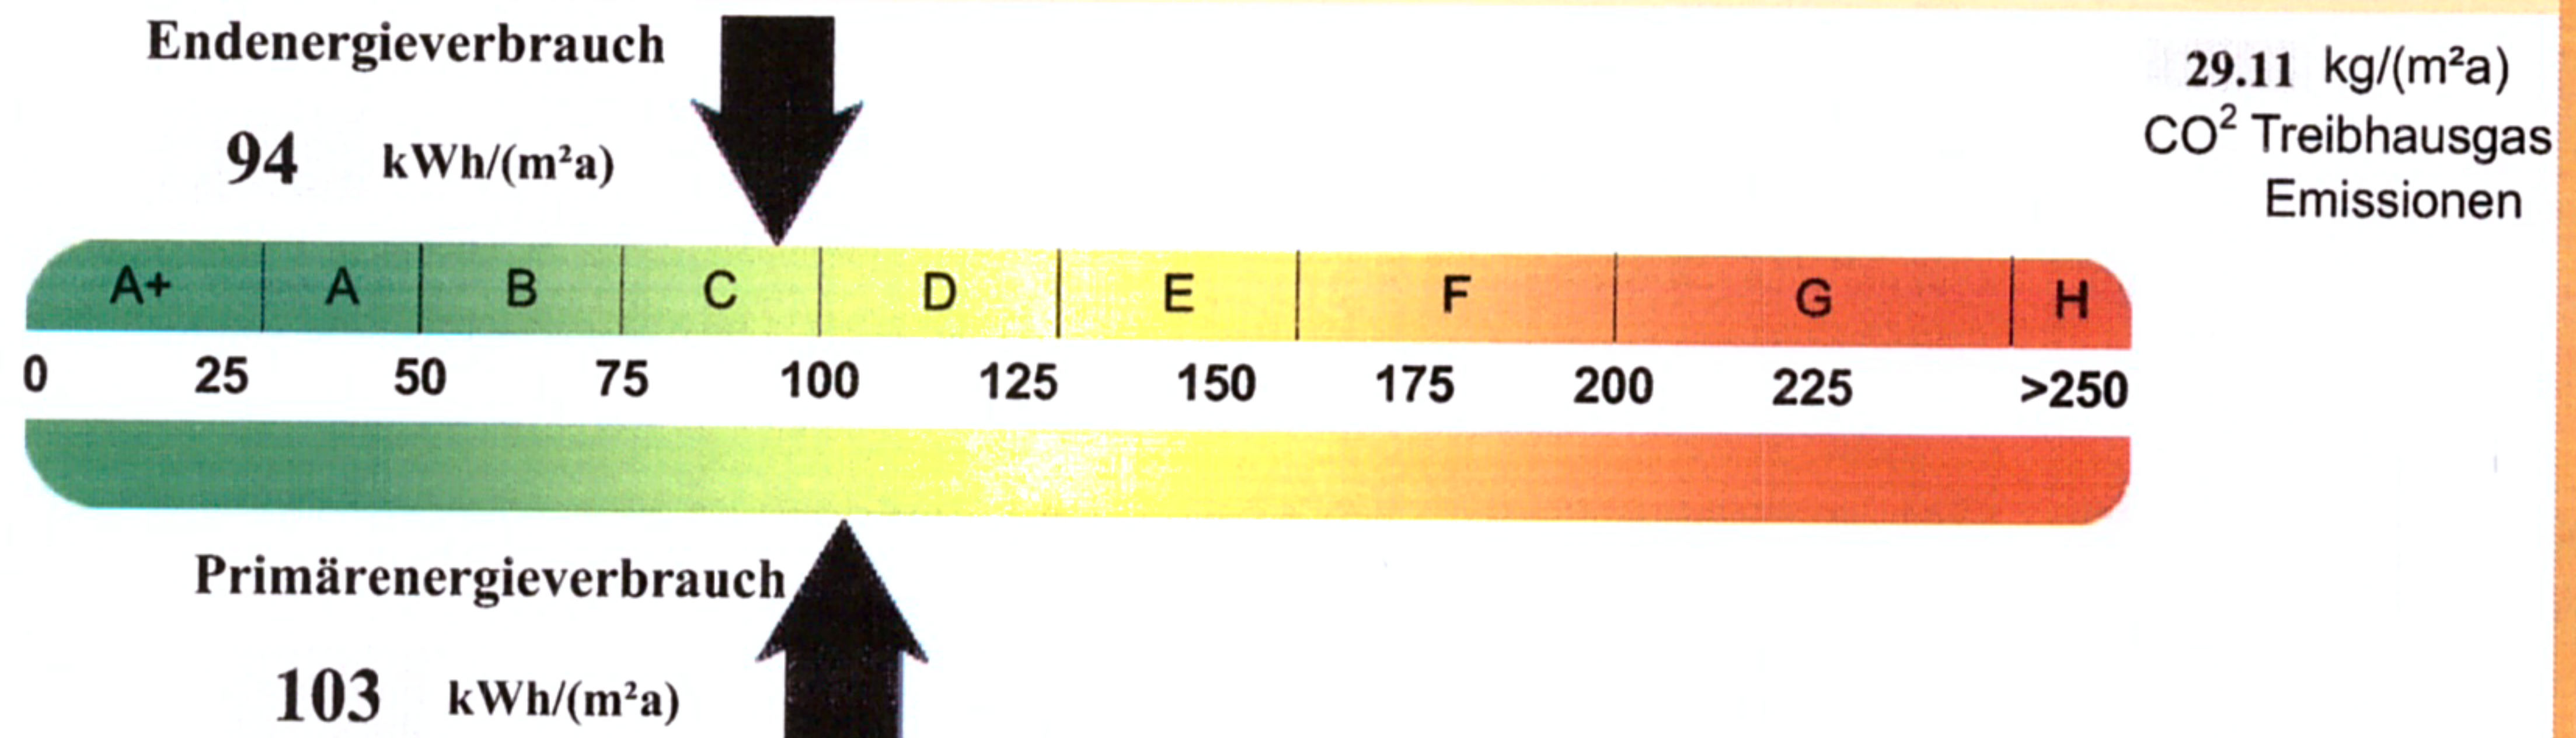 Endenergieverbrauch
94 kWh/(m²a)
29.11 kg/(m²a)
CO² Treibhausgas
Emissionen
A+ A B C D E F G H
0 25 50 75 100 125 150 175 200 225 >250
Primärenergieverbrauch
103 kWh/(m²a)